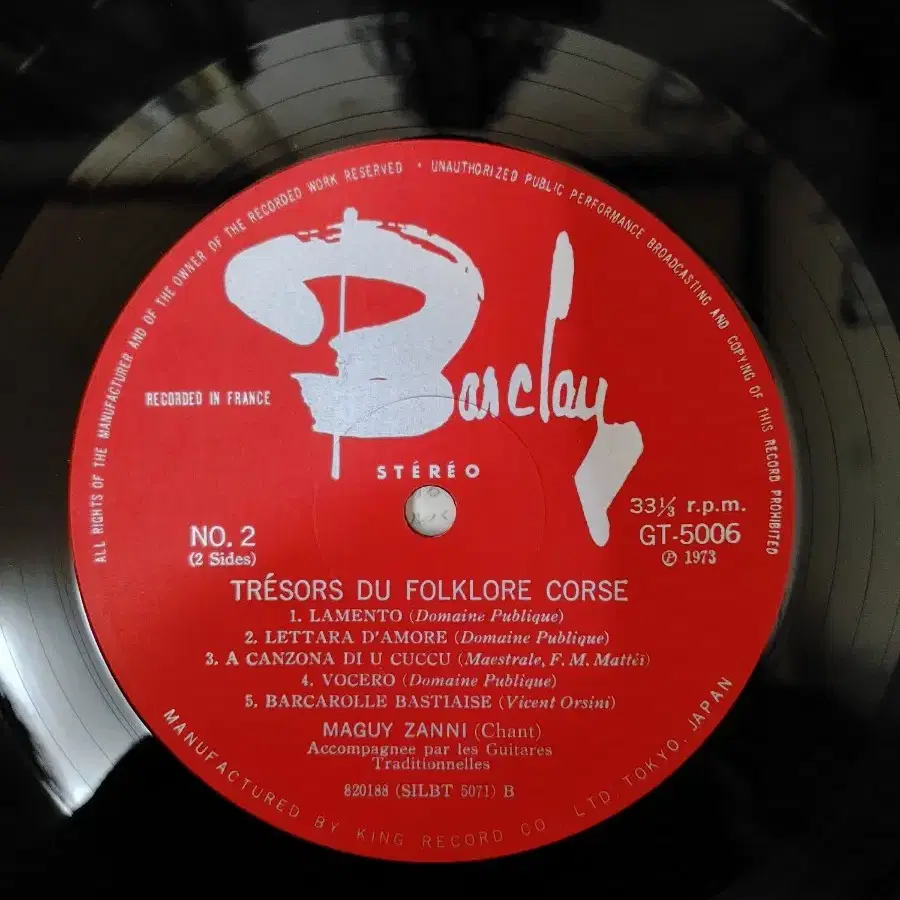 ALL RIGHTS OF THE MANUFACTURER AND OF THE OWNER OF THE RECORDED WORK RESERVED · UNAUTHORIZED PUBLIC PERFORMANCE BROADCASTING AND COPYING OF THIS RECORD PROHIBITED
Barclay
RECORDED IN FRANCE
STÉRÉO
33⅓ r.p.m.
NO. 2
GT-5006
(2 Sides)
Ⓟ 1973
TRÉSORS DU FOLKLORE CORSE
1. LAMENTO (Domaine Publique)
2. LETTARA D'AMORE (Domaine Publique)
3. A CANZONA DI U CUCCU (Maestrale, F. M. Mattéi)
4. VOCERO (Domaine Publique)
5. BARCAROLLE BASTIAISE (Vicent Orsini)
MAGUY ZANNI (Chant)
Accompagnee par les Guitares
Traditionnelles
820188 (SILBT 5071) B
MANUFACTURED BY KING RECORD CO. LTD. TOKYO, JAPAN